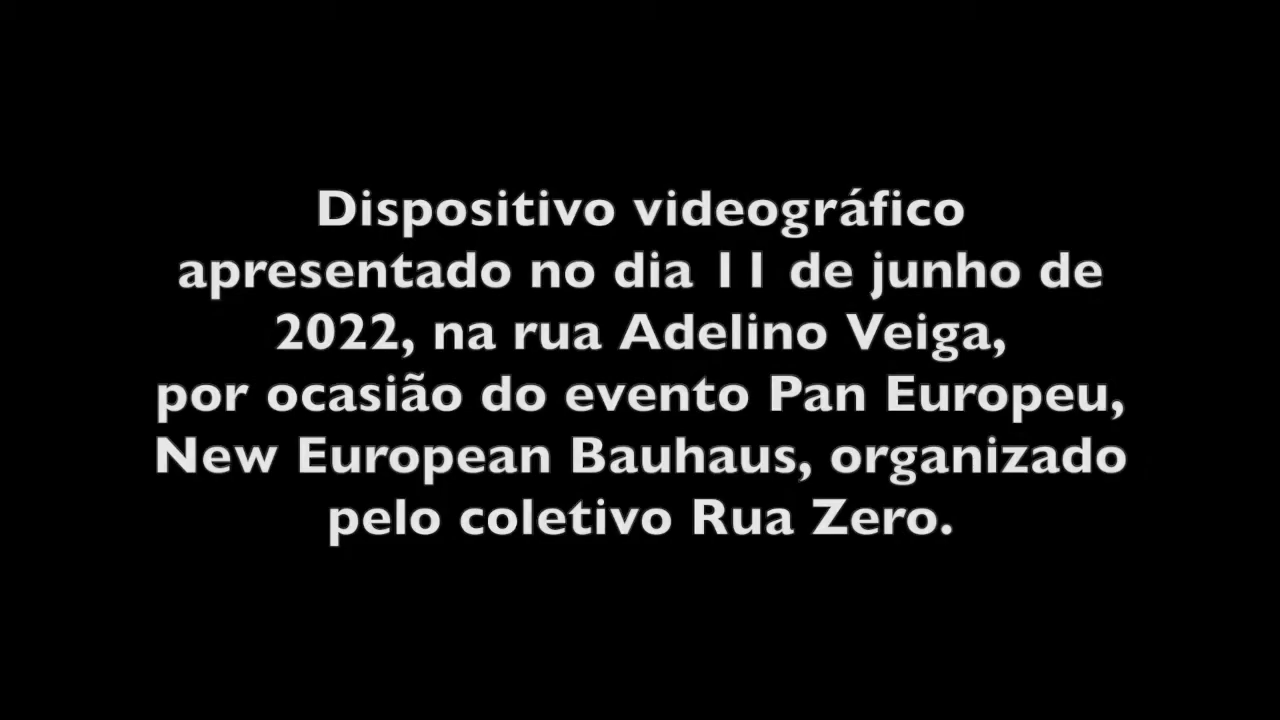 Dispositivo videográfico
apresentado no dia 11 de junho de
2022, na rua Adelino Veiga,
por ocasião do evento Pan Europeu,
New European Bauhaus, organizado
pelo coletivo Rua Zero.